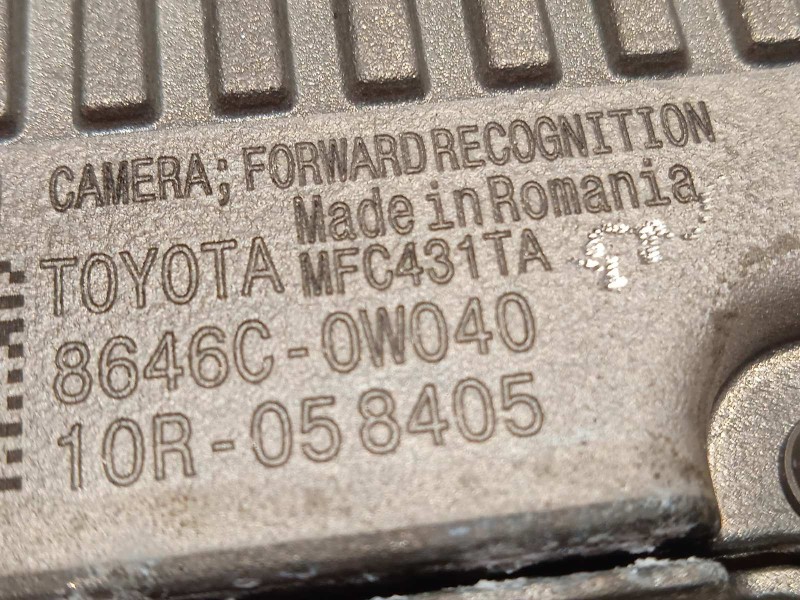 CAMERA; FORWARD RECOGNITION
Made in Romania
TOYOTA MFC431TA
8646C-0W040
10R-058405